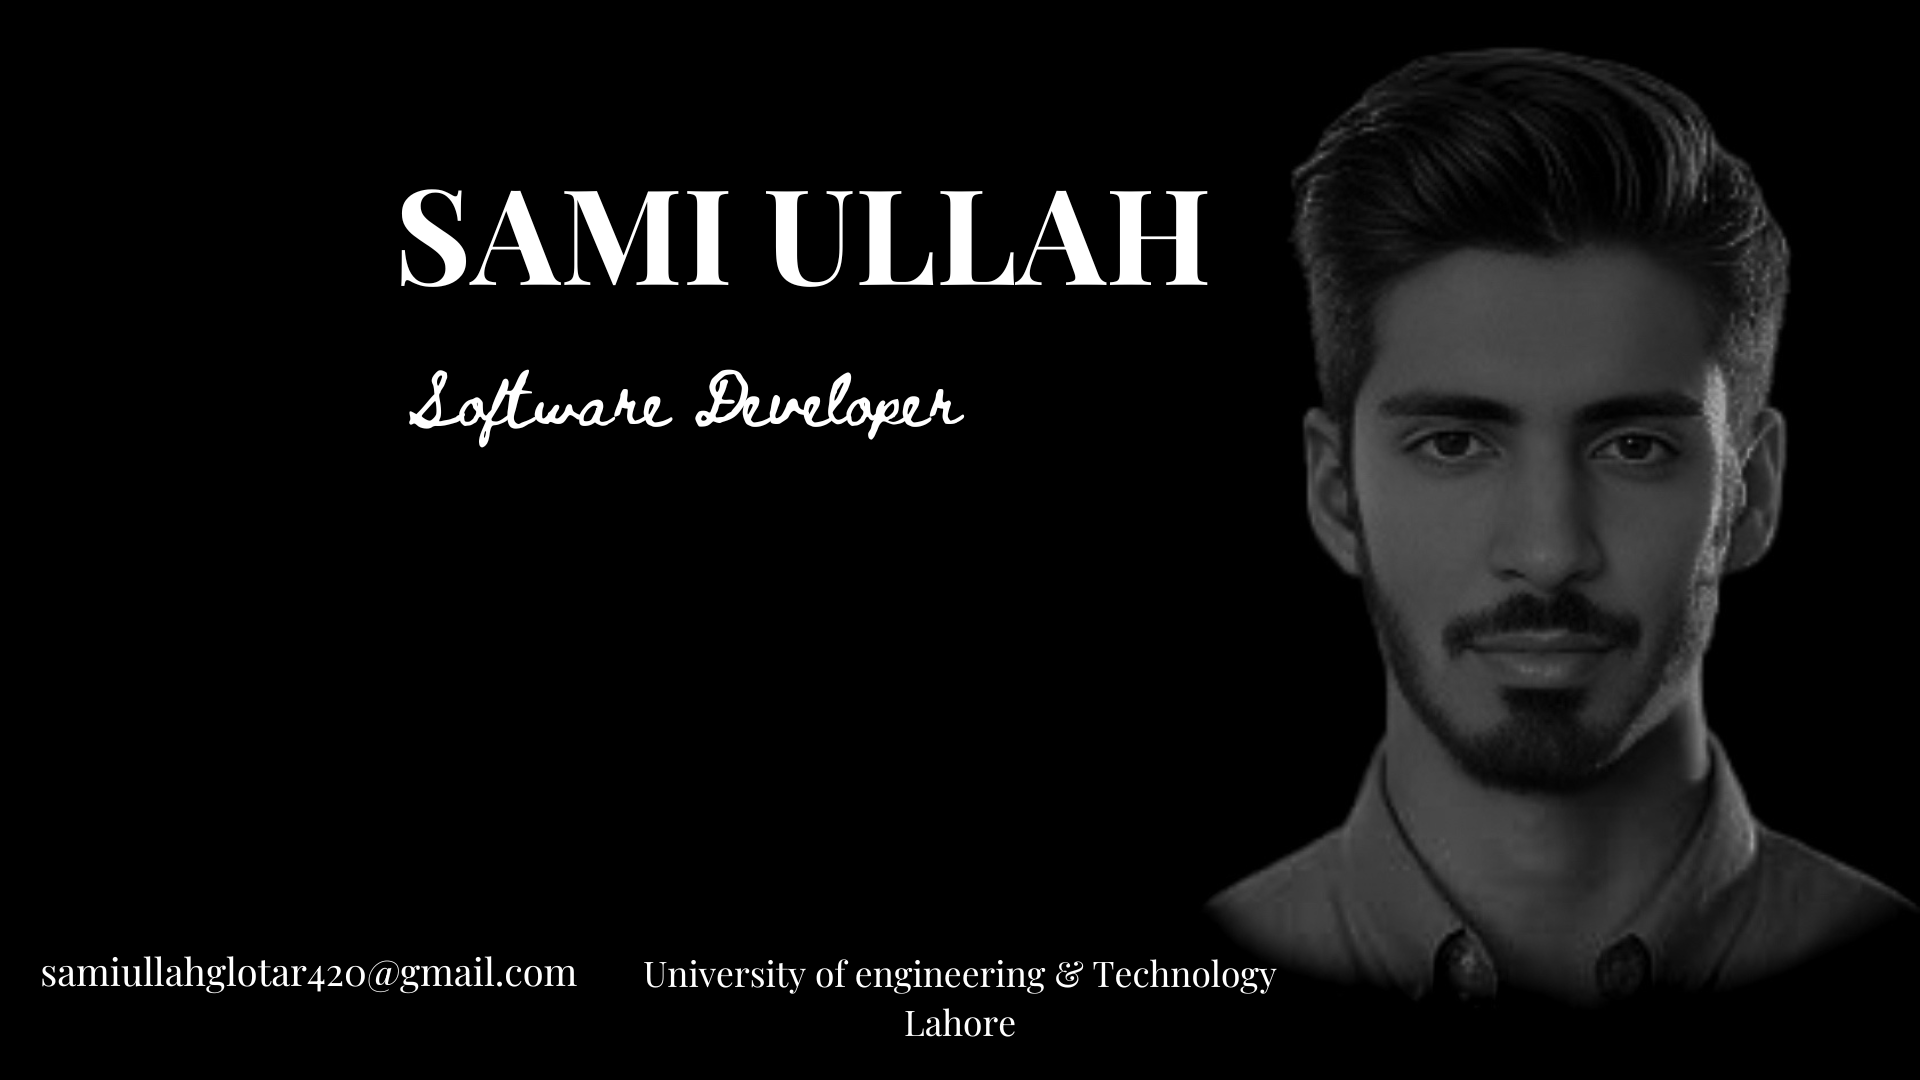 SAMI ULLAH
Software Developer
samiullahglotar420@gmail.com
University of engineering & Technology
Lahore